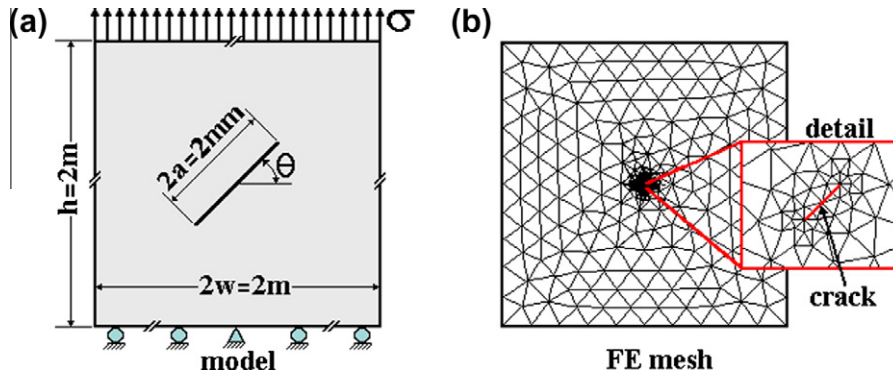 (a)
σ
2a=2mm
θ
h=2m
2w=2m
model
(b)
detail
crack
FE mesh